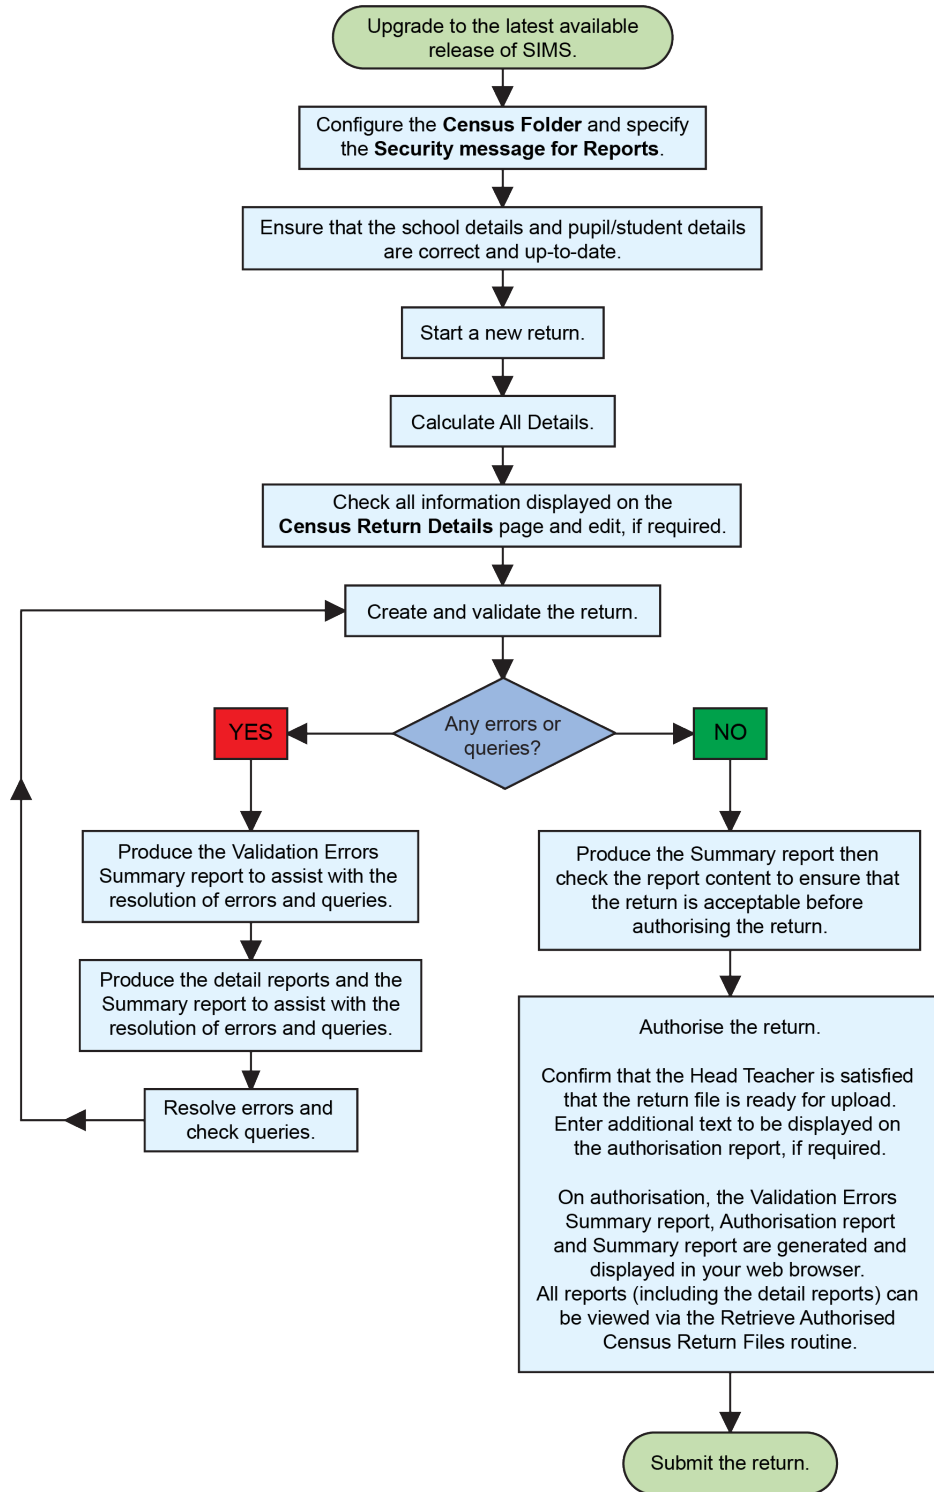 Upgrade to the latest available
release of SIMS.
Configure the Census Folder and specify
the Security message for Reports.
Ensure that the school details and pupil/student details
are correct and up-to-date.
Start a new return.
Calculate All Details.
Check all information displayed on the
Census Return Details page and edit, if required.
Create and validate the return.
Any errors or
queries?
YES
NO
Produce the Validation Errors
Summary report to assist with the
resolution of errors and queries.
Produce the detail reports and the
Summary report to assist with the
resolution of errors and queries.
Resolve errors and
check queries.
Produce the Summary report then
check the report content to ensure that
the return is acceptable before
authorising the return.
Authorise the return.
Confirm that the Head Teacher is satisfied
that the return file is ready for upload.
Enter additional text to be displayed on
the authorisation report, if required.
On authorisation, the Validation Errors
Summary report, Authorisation report
and Summary report are generated and
displayed in your web browser.
All reports (including the detail reports) can
be viewed via the Retrieve Authorised
Census Return Files routine.
Submit the return.